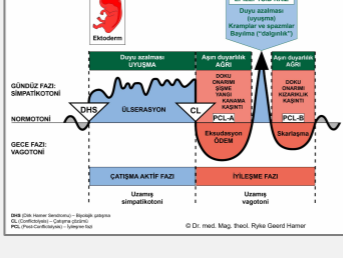 Duyu azalması
(uyuşma)
Kramplar ve spazmlar
Bayılma ("dalgınlık")
Ektoderm
Duyu azalması
UYUŞMA
Aşırı duyarlılık
AĞRI
Aşırı duyarlılık
AĞRI
GÜNDÜZ FAZI:
SİMPATİKOTONİ
DOKU
ONARIMI
ŞİŞME
YANGI
KANAMA
KAŞINTI
DOKU
ONARIMI
KIZARIKLIK
KAŞINTI
DHS
ÜLSERASYON
CL
PCL-A
PCL-B
NORMOTONİ
Eksudasyon
ÖDEM
Skarlaşma
GECE FAZI:
VAGOTONİ
ÇATIŞMA AKTİF FAZI
İYİLEŞME FAZI
Uzamış
simpatikotoni
Uzamış
vagotoni
DHS (Dirk Hamer Sendromu) – Biyolojik çatışma
CL (Conflictolysis) – Çatışma çözümü
PCL (Post-Conflictolysis) – İyileşme fazı
© Dr. med. Mag. theol. Ryke Geerd Hamer